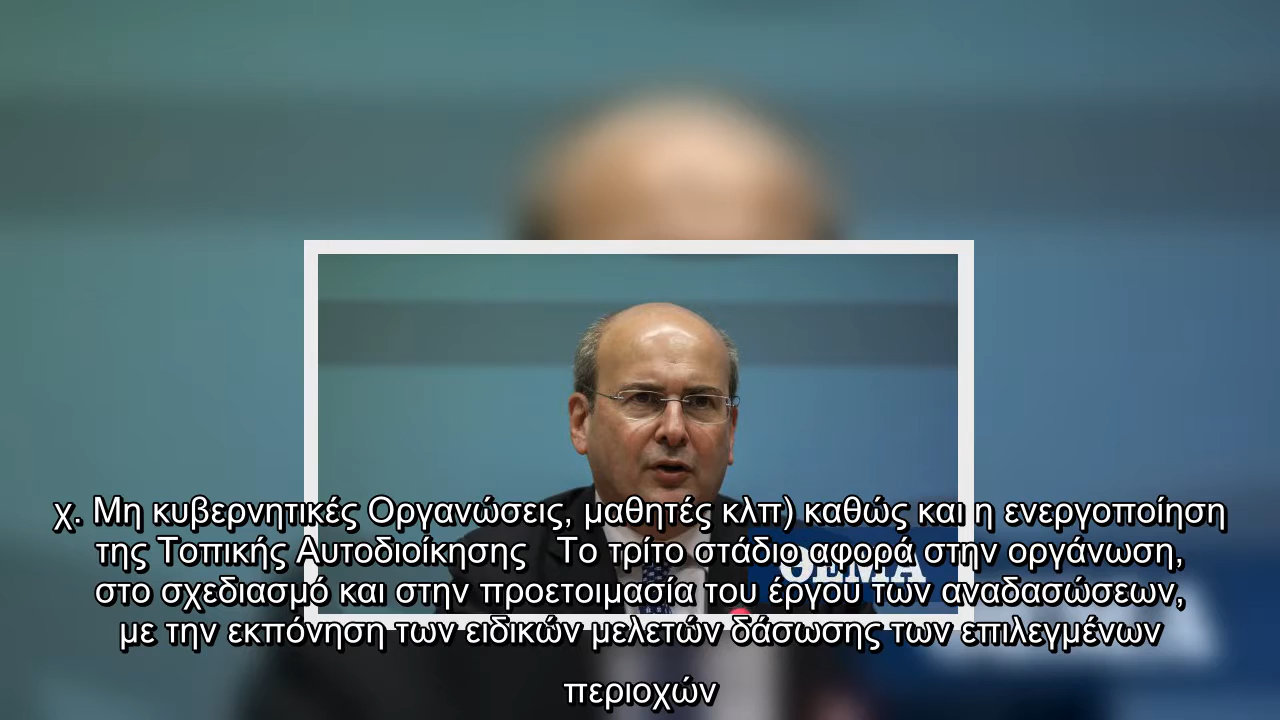 χ. Μη κυβερνητικές Οργανώσεις, μαθητές κλπ) καθώς και η ενεργοποίηση
της Τοπικής Αυτοδιοίκησης Το τρίτο στάδιο αφορά στην οργάνωση,
ΘΕΜΑ
στο σχεδιασμό και στην προετοιμασία του έργου των αναδασώσεων,
με την εκπόνηση των ειδικών μελετών δάσωσης των επιλεγμένων
περιοχών